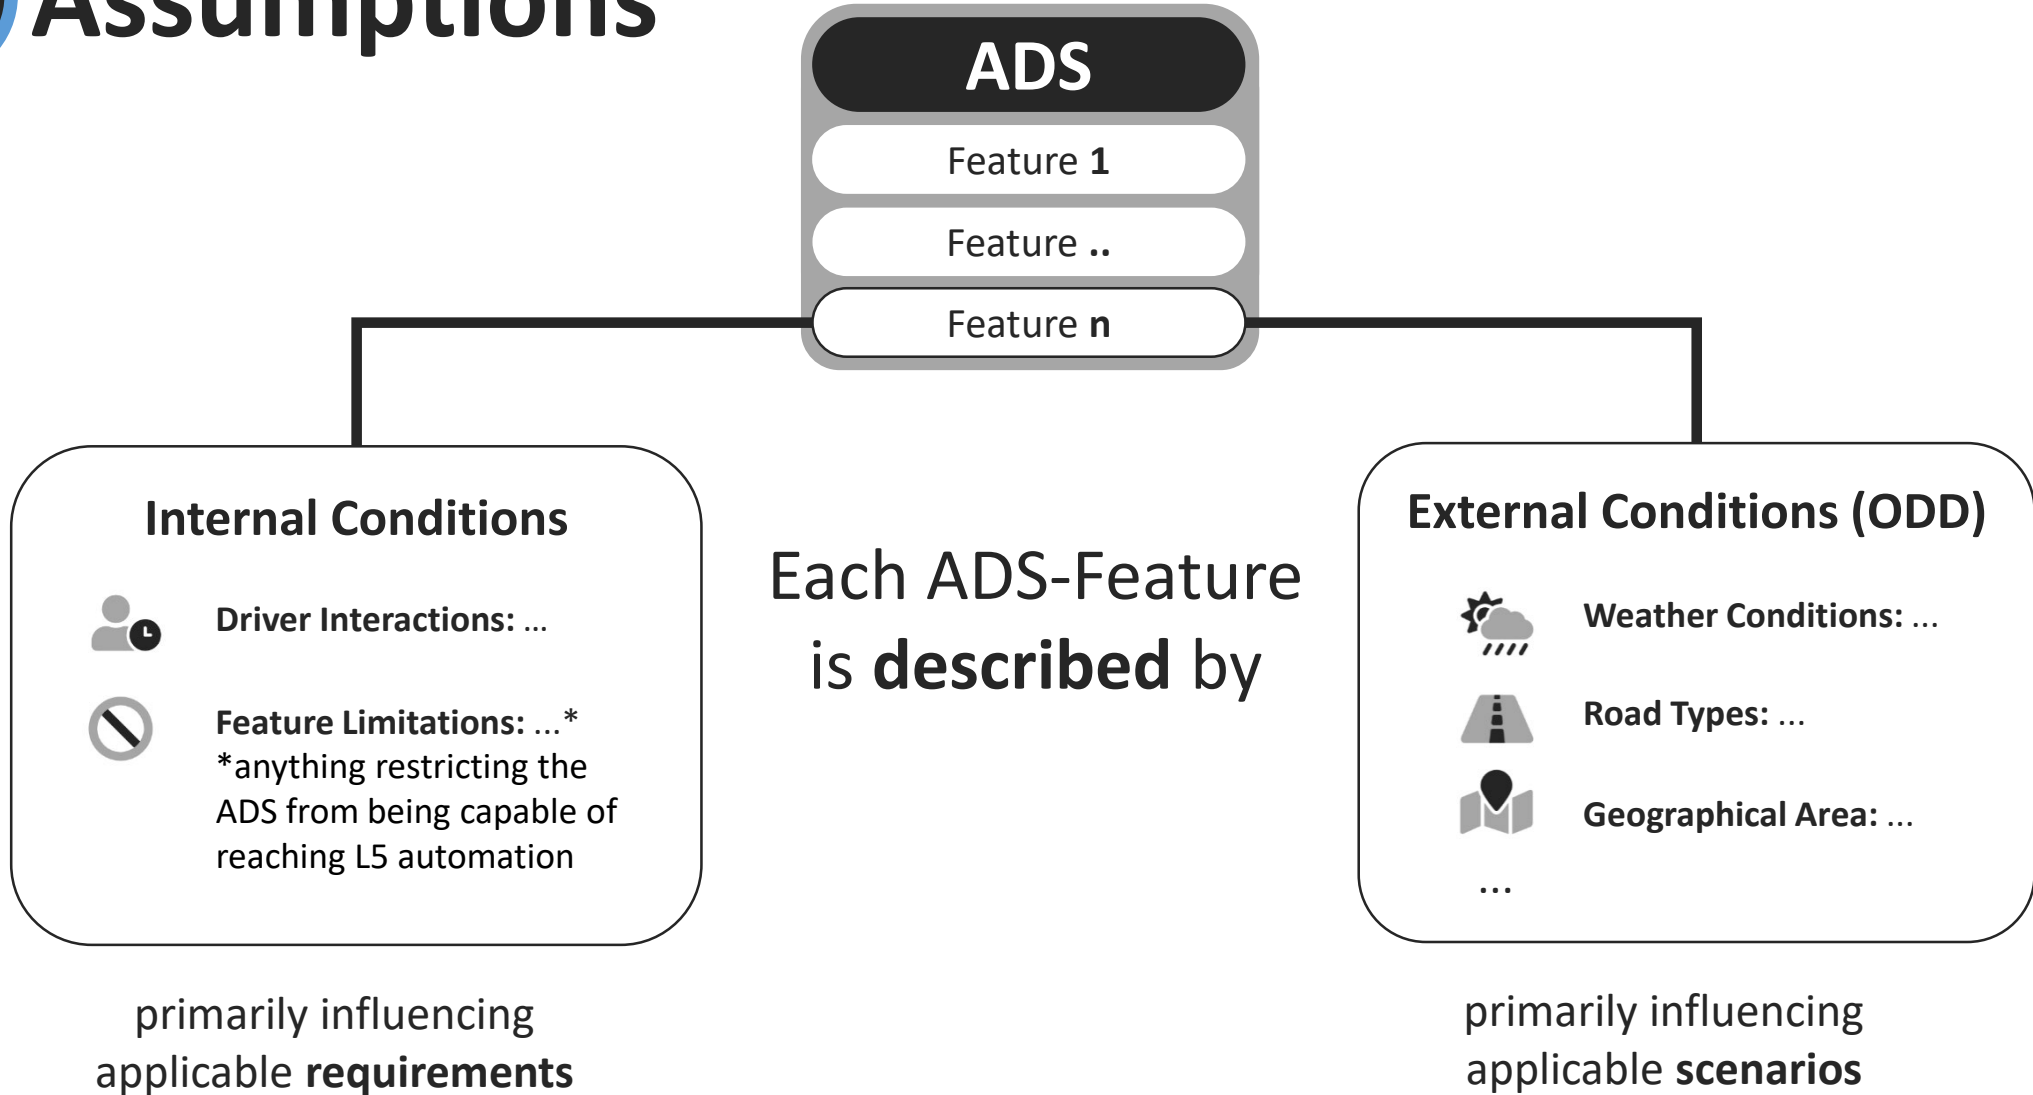 Assumptions
ADS
Feature 1
Feature ..
Feature n
Internal Conditions
Driver Interactions: ...
Feature Limitations: ...*
*anything restricting the
ADS from being capable of
reaching L5 automation
primarily influencing
applicable requirements
Each ADS-Feature
is described by
External Conditions (ODD)
Weather Conditions: ...
Road Types: ...
Geographical Area: ...
...
primarily influencing
applicable scenarios